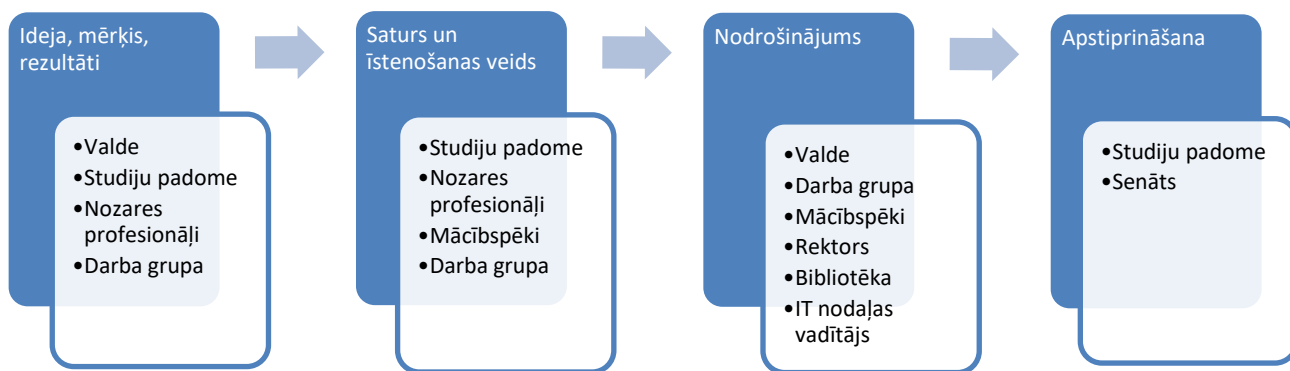 Ideja, mērķis,
rezultāti
•Valde
•Studiju padome
•Nozares
profesionāļi
•Darba grupa
Saturs un
īstenošanas veids
•Studiju padome
•Nozares
profesionāļi
•Mācībspēki
•Darba grupa
Nodrošinājums
•Valde
•Darba grupa
•Mācībspēki
•Rektors
•Bibliotēka
•IT nodaļas
vadītājs
Apstiprināšana
•Studiju padome
•Senāts